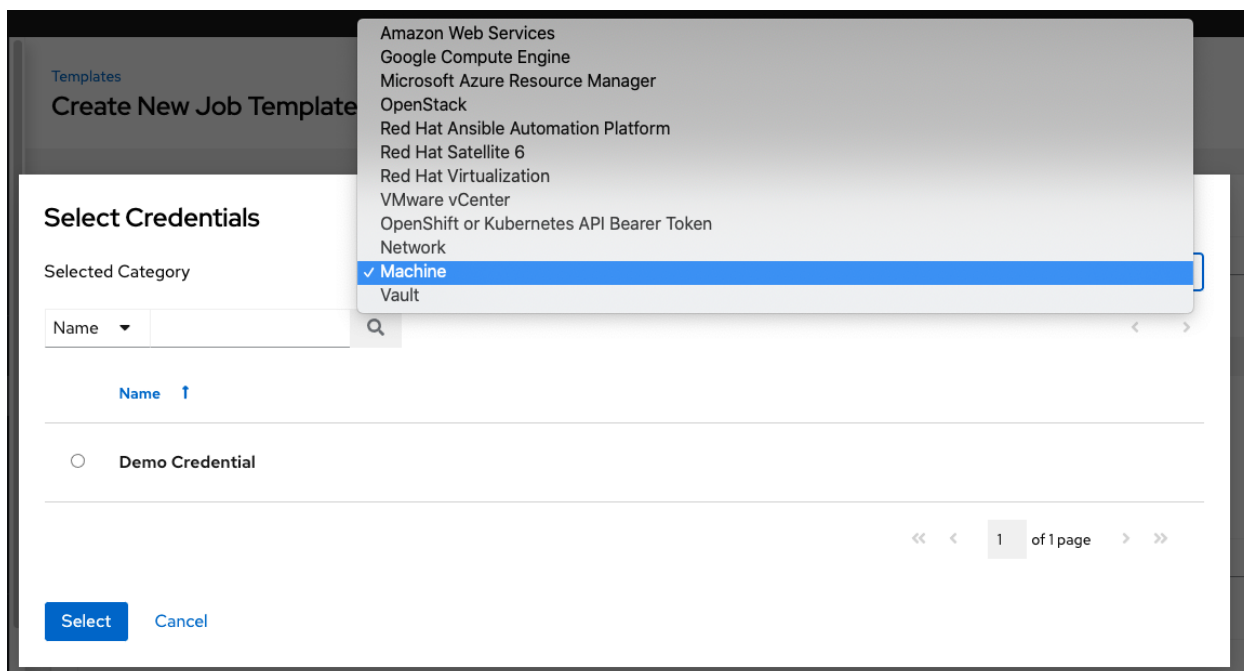 Templates
Create New Job Template
Amazon Web Services
Google Compute Engine
Microsoft Azure Resource Manager
OpenStack
Red Hat Ansible Automation Platform
Red Hat Satellite 6
Red Hat Virtualization
VMware vCenter
OpenShift or Kubernetes API Bearer Token
Network
✓ Machine
Vault
Select Credentials
Selected Category
Name
Name
Demo Credential
1 of 1 page
Select Cancel